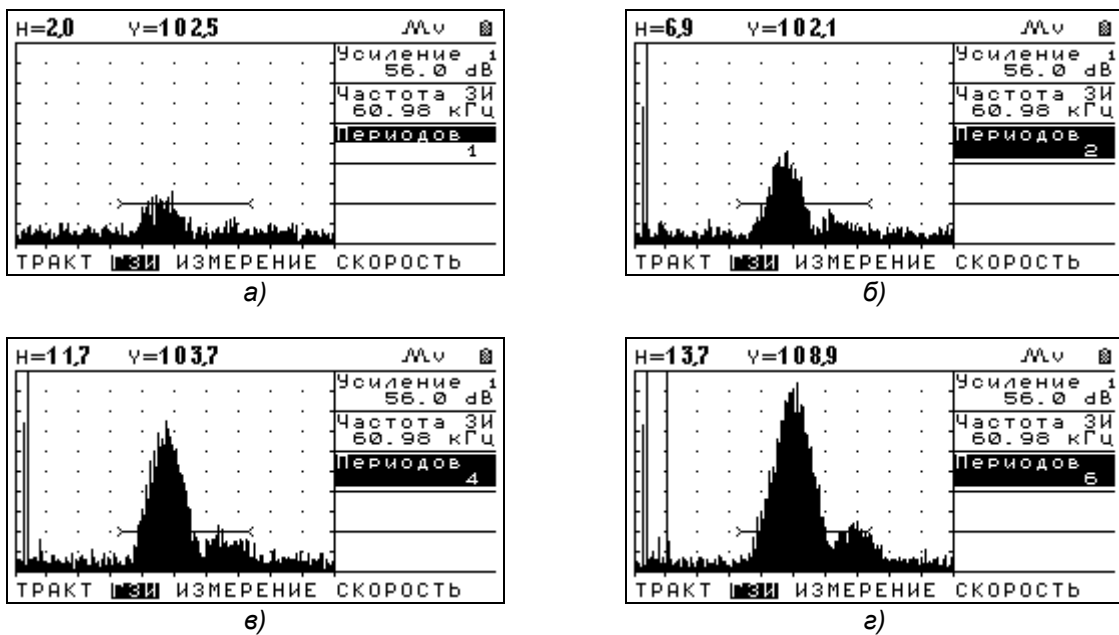 H=2,0 Y=102,5
Усиление 1
56.0 dB
Частота ЗИ
60.98 кГц
Периодов
1
ТРАКТ ГЗИ ИЗМЕРЕНИЕ СКОРОСТЬ
а)
H=6,9 Y=102,1
Усиление 1
56.0 dB
Частота ЗИ
60.98 кГц
Периодов
2
ТРАКТ ГЗИ ИЗМЕРЕНИЕ СКОРОСТЬ
б)
H=11,7 Y=103,7
Усиление 1
56.0 dB
Частота ЗИ
60.98 кГц
Периодов
4
ТРАКТ ГЗИ ИЗМЕРЕНИЕ СКОРОСТЬ
в)
H=13,7 Y=108,9
Усиление 1
56.0 dB
Частота ЗИ
60.98 кГц
Периодов
6
ТРАКТ ГЗИ ИЗМЕРЕНИЕ СКОРОСТЬ
г)